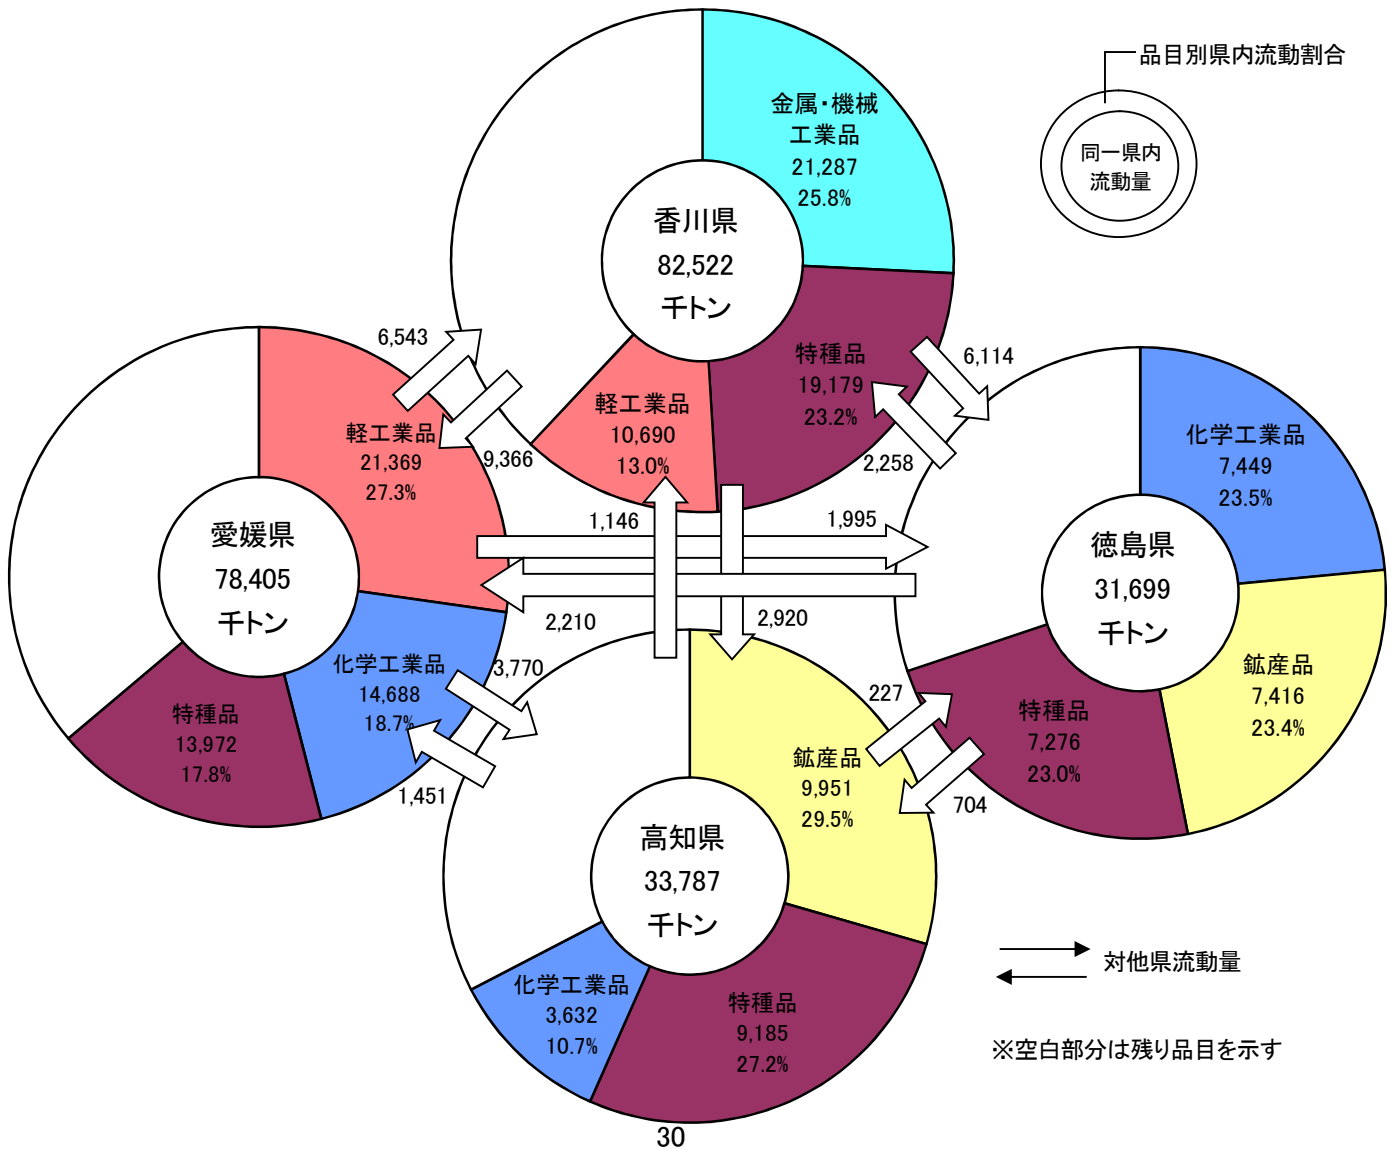 品目別県内流動割合
同一県内
流動量
金属・機械
工業品
21,287
25.8%
香川県
82,522
千トン
特種品
19,179
23.2%
軽工業品
10,690
13.0%
6,543
9,366
6,114
2,258
軽工業品
21,369
27.3%
愛媛県
78,405
千トン
化学工業品
14,688
18.7%
特種品
13,972
17.8%
1,146
1,995
2,210
2,920
化学工業品
7,449
23.5%
徳島県
31,699
千トン
鉱産品
7,416
23.4%
特種品
7,276
23.0%
3,770
1,451
227
704
鉱産品
9,951
29.5%
高知県
33,787
千トン
化学工業品
3,632
10.7%
特種品
9,185
27.2%
対他県流動量
※空白部分は残り品目を示す
30